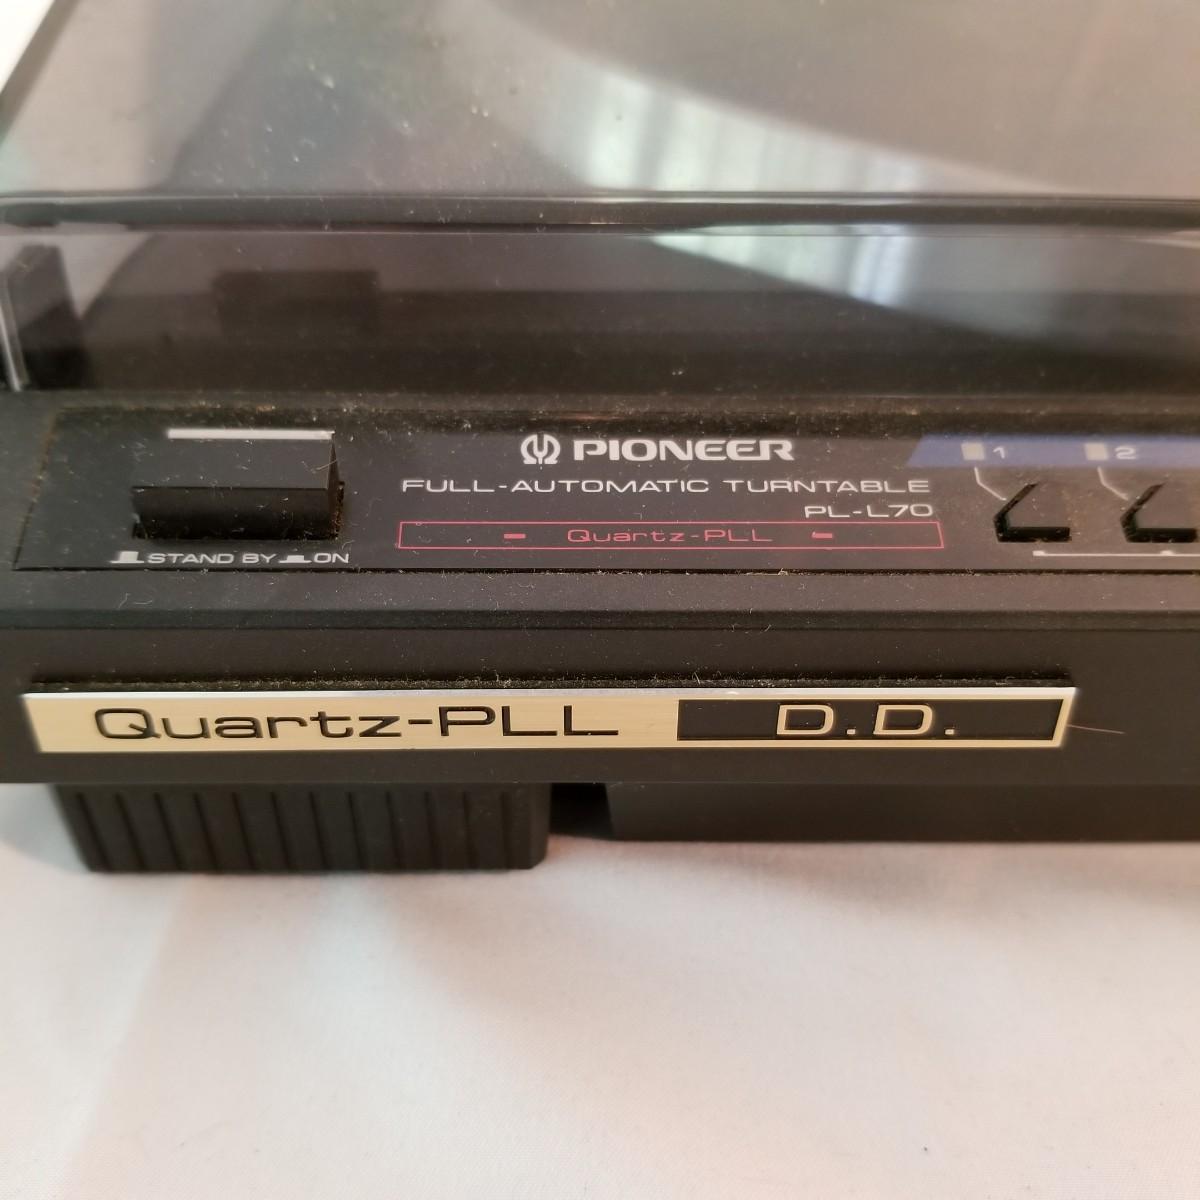 PIONEER
1 2
FULL-AUTOMATIC TURNTABLE
PL-L70
Quartz-PLL
STAND BY ON
Quartz-PLL D.D.